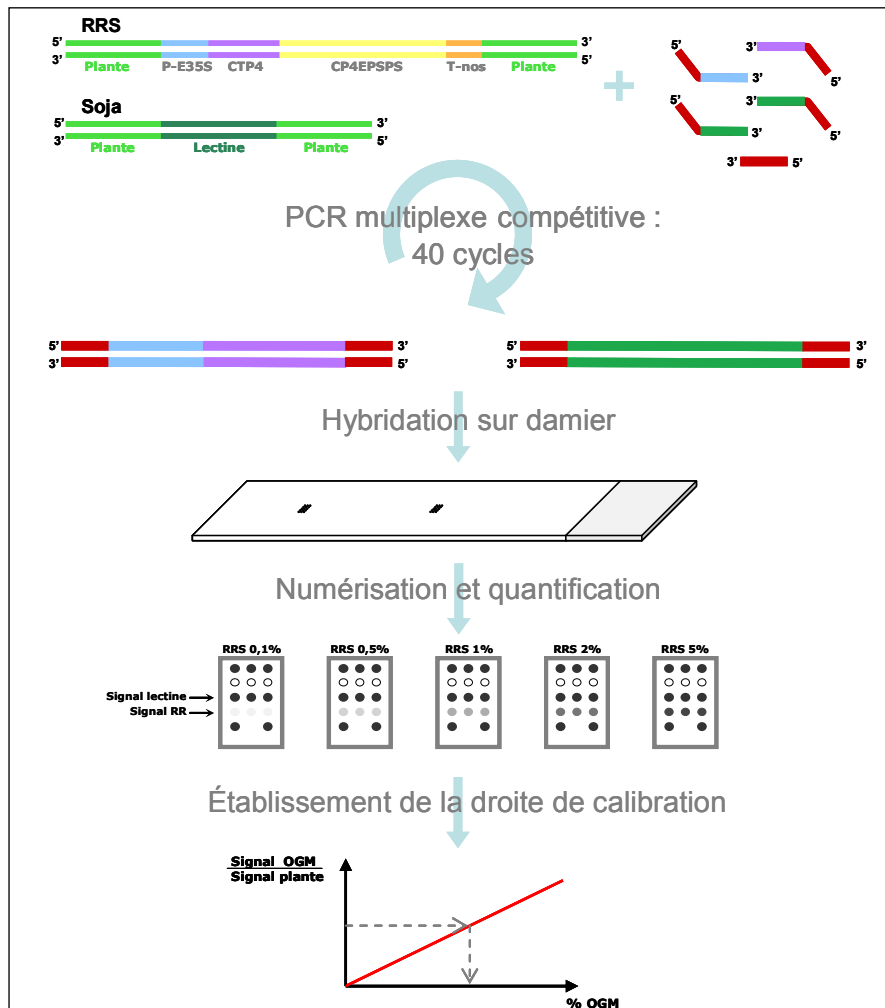 RRS
5’ 3’
3’ 5’
Plante P-E35S CTP4 CP4EPSPS T-nos Plante
Soja
5’ 3’
3’ 5’
Plante Lectine Plante
+
5’ 3’
3’ 5’
5’ 3’
3’ 5’
3’ 5’
PCR multiplexe compétitive :
40 cycles
5’ 3’
3’ 5’
5’ 3’
3’ 5’
Hybridation sur damier
Numérisation et quantification
RRS 0,1% RRS 0,5% RRS 1% RRS 2% RRS 5%
Signal lectine
Signal RR
Établissement de la droite de calibration
Signal OGM
Signal plante
% OGM